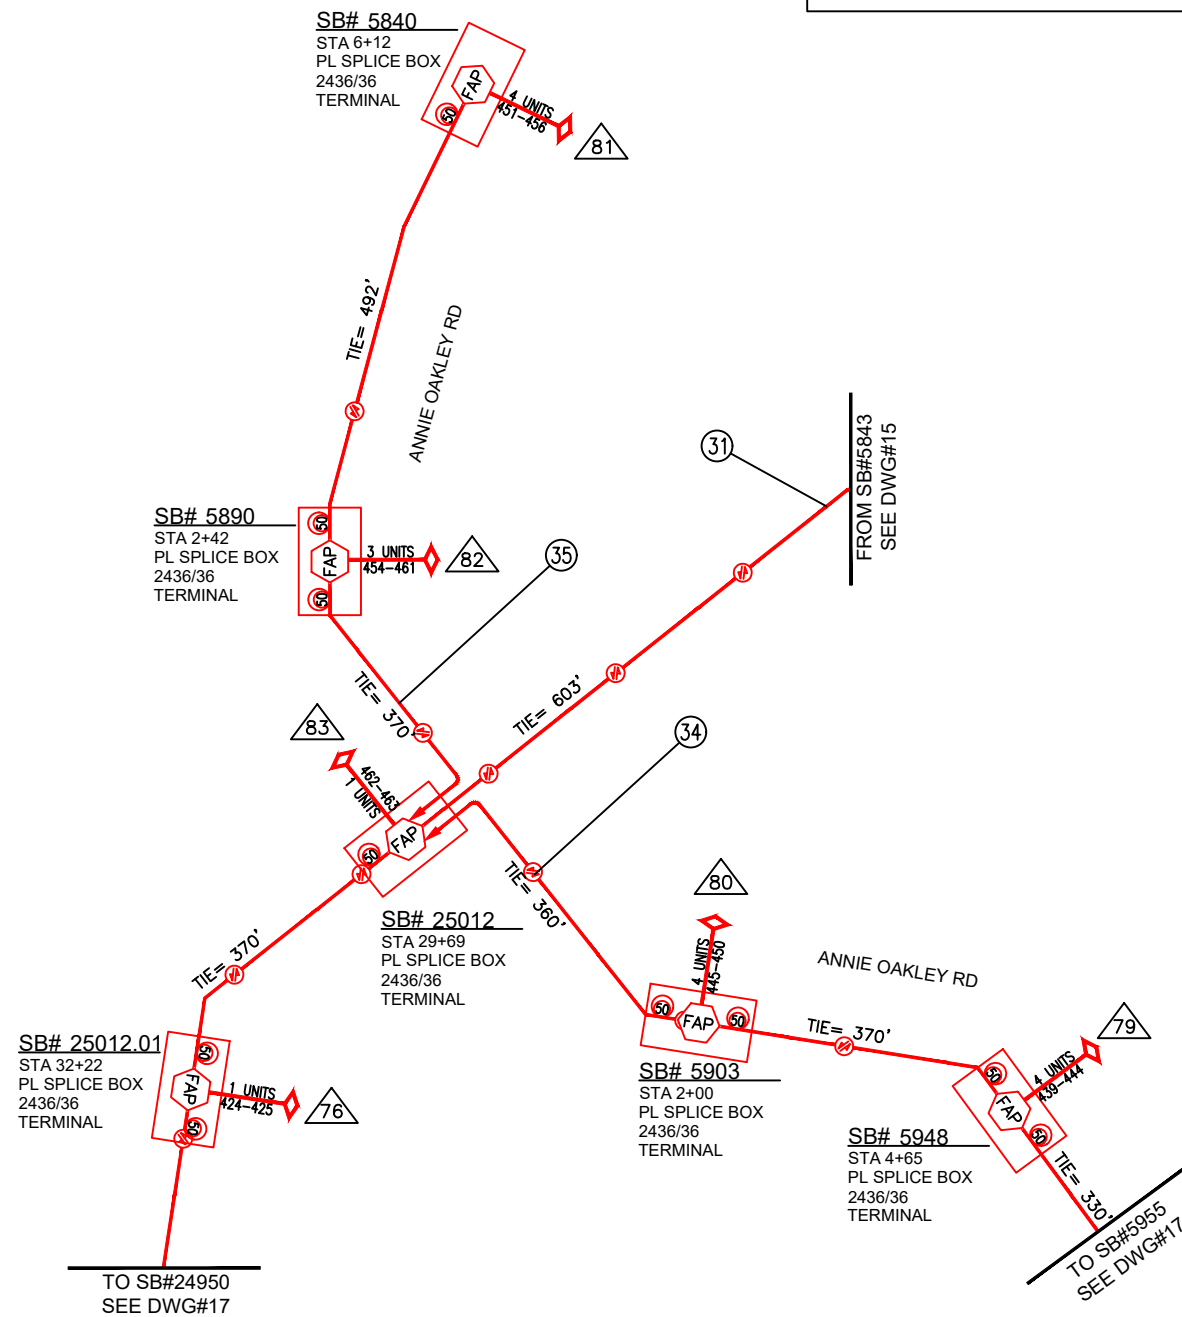 SB# 5840
STA 6+12
PL SPLICE BOX
2436/36
TERMINAL
FAP
50
4 UNITS
451-456
81
TIE= 492'
ANNIE OAKLEY RD
SB# 5890
STA 2+42
PL SPLICE BOX
2436/36
TERMINAL
50
FAP
50
3 UNITS
454-461
82
35
31
FROM SB#5843
SEE DWG#15
TIE= 370'
TIE= 603'
34
83
462-463
1 UNITS
FAP
50
SB# 25012
STA 29+69
PL SPLICE BOX
2436/36
TERMINAL
TIE= 360'
TIE= 370'
80
4 UNITS
445-450
50
FAP
50
SB# 5903
STA 2+00
PL SPLICE BOX
2436/36
TERMINAL
ANNIE OAKLEY RD
TIE= 370'
79
4 UNITS
439-444
50
FAP
50
SB# 5948
STA 4+65
PL SPLICE BOX
2436/36
TERMINAL
TIE= 330'
TO SB#5955
SEE DWG#17
SB# 25012.01
STA 32+22
PL SPLICE BOX
2436/36
TERMINAL
50
FAP
50
1 UNITS
424-425
76
TO SB#24950
SEE DWG#17